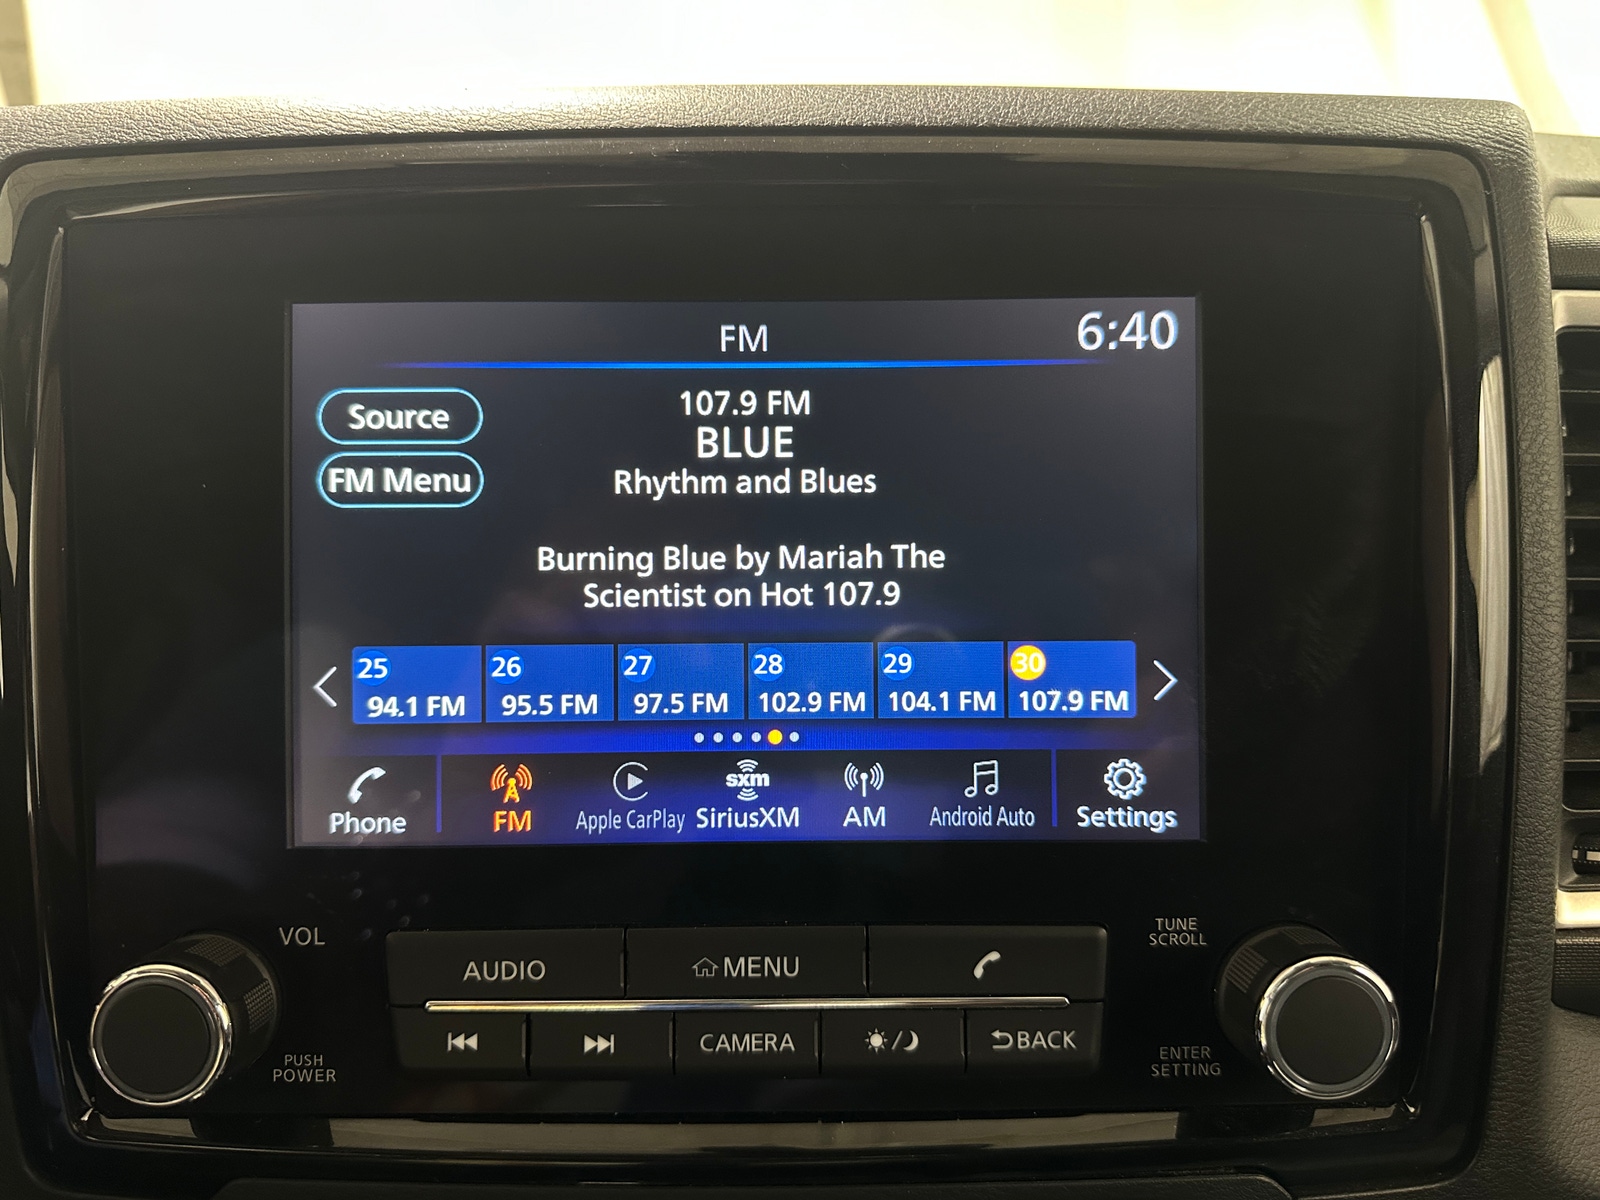 FM
6:40
Source
107.9 FM
BLUE
FM Menu
Rhythm and Blues
Burning Blue by Mariah The
Scientist on Hot 107.9
25 26 27 28 29 30
94.1 FM 95.5 FM 97.5 FM 102.9 FM 104.1 FM 107.9 FM
sxm
Phone FM Apple CarPlay SiriusXM AM Android Auto Settings
VOL
TUNE
SCROLL
AUDIO MENU
CAMERA BACK
PUSH
POWER
ENTER
SETTING